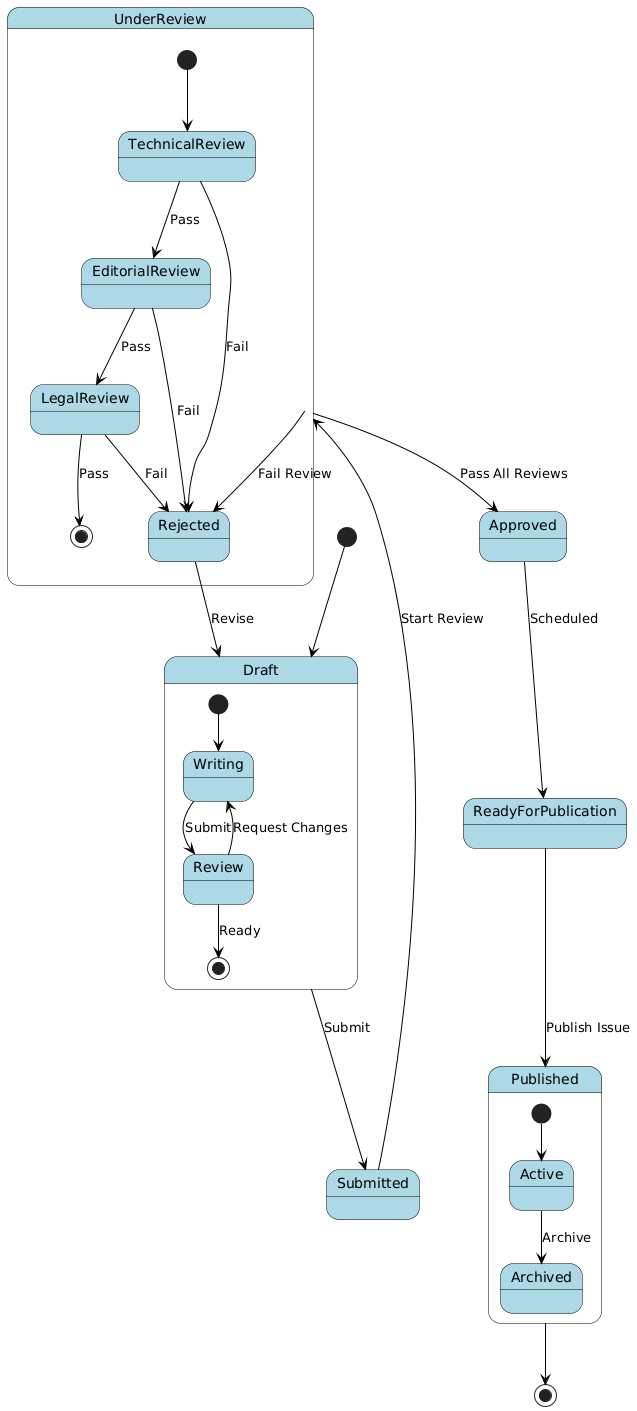 UnderReview
TechnicalReview
Pass
EditorialReview
Pass
Fail
LegalReview
Fail
Pass
Fail
Fail Review
Pass All Reviews
Rejected
Approved
Revise
Start Review
Scheduled
Draft
Writing
Submit
Request Changes
ReadyForPublication
Review
Ready
Submit
Publish Issue
Published
Active
Submitted
Archive
Archived